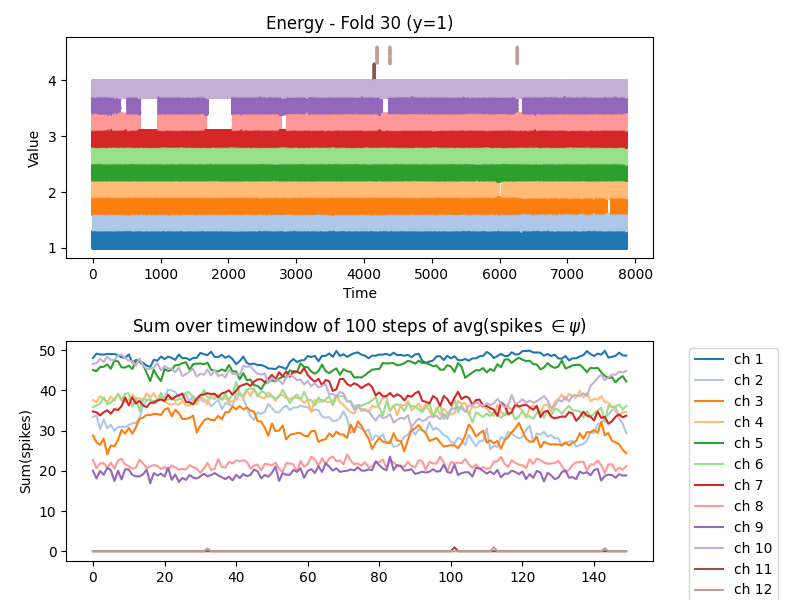 Energy - Fold 30 (y=1)
Value
4
3
2
1
0 1000 2000 3000 4000 5000 6000 7000 8000
Time
Sum over timewindow of 100 steps of avg(spikes ∈ ψ)
Sum(spikes)
50
40
30
20
10
0
0 20 40 60 80 100 120 140
ch 1
ch 2
ch 3
ch 4
ch 5
ch 6
ch 7
ch 8
ch 9
ch 10
ch 11
ch 12